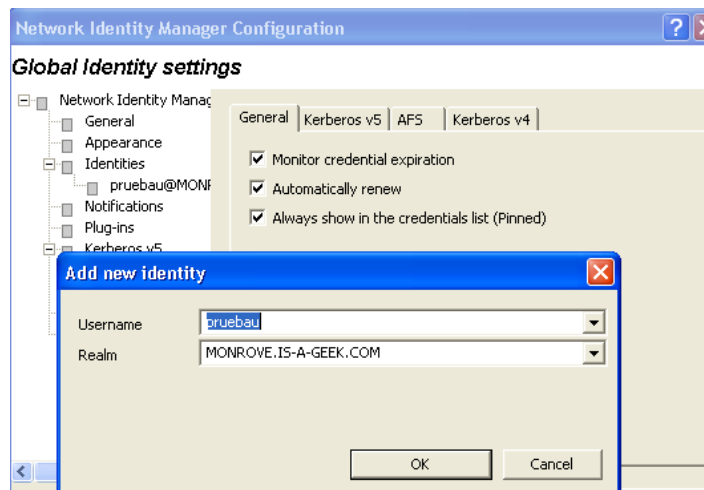 Network Identity Manager Configuration
Global Identity settings
Network Identity Manag
General
Appearance
Identities
pruebau@MONR
Notifications
Plug-ins
Kerberos v5
General
Kerberos v5
AFS
Kerberos v4
Monitor credential expiration
Automatically renew
Always show in the credentials list (Pinned)
Add new identity
Username
pruebau
Realm
MONROVE.IS-A-GEEK.COM
OK
Cancel